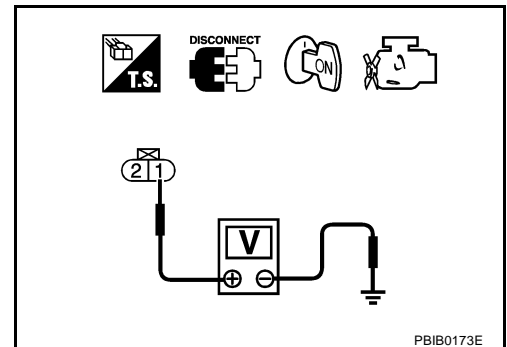 DISCONNECT
T.S.
ON
2 1
V
+ −
PBIB0173E